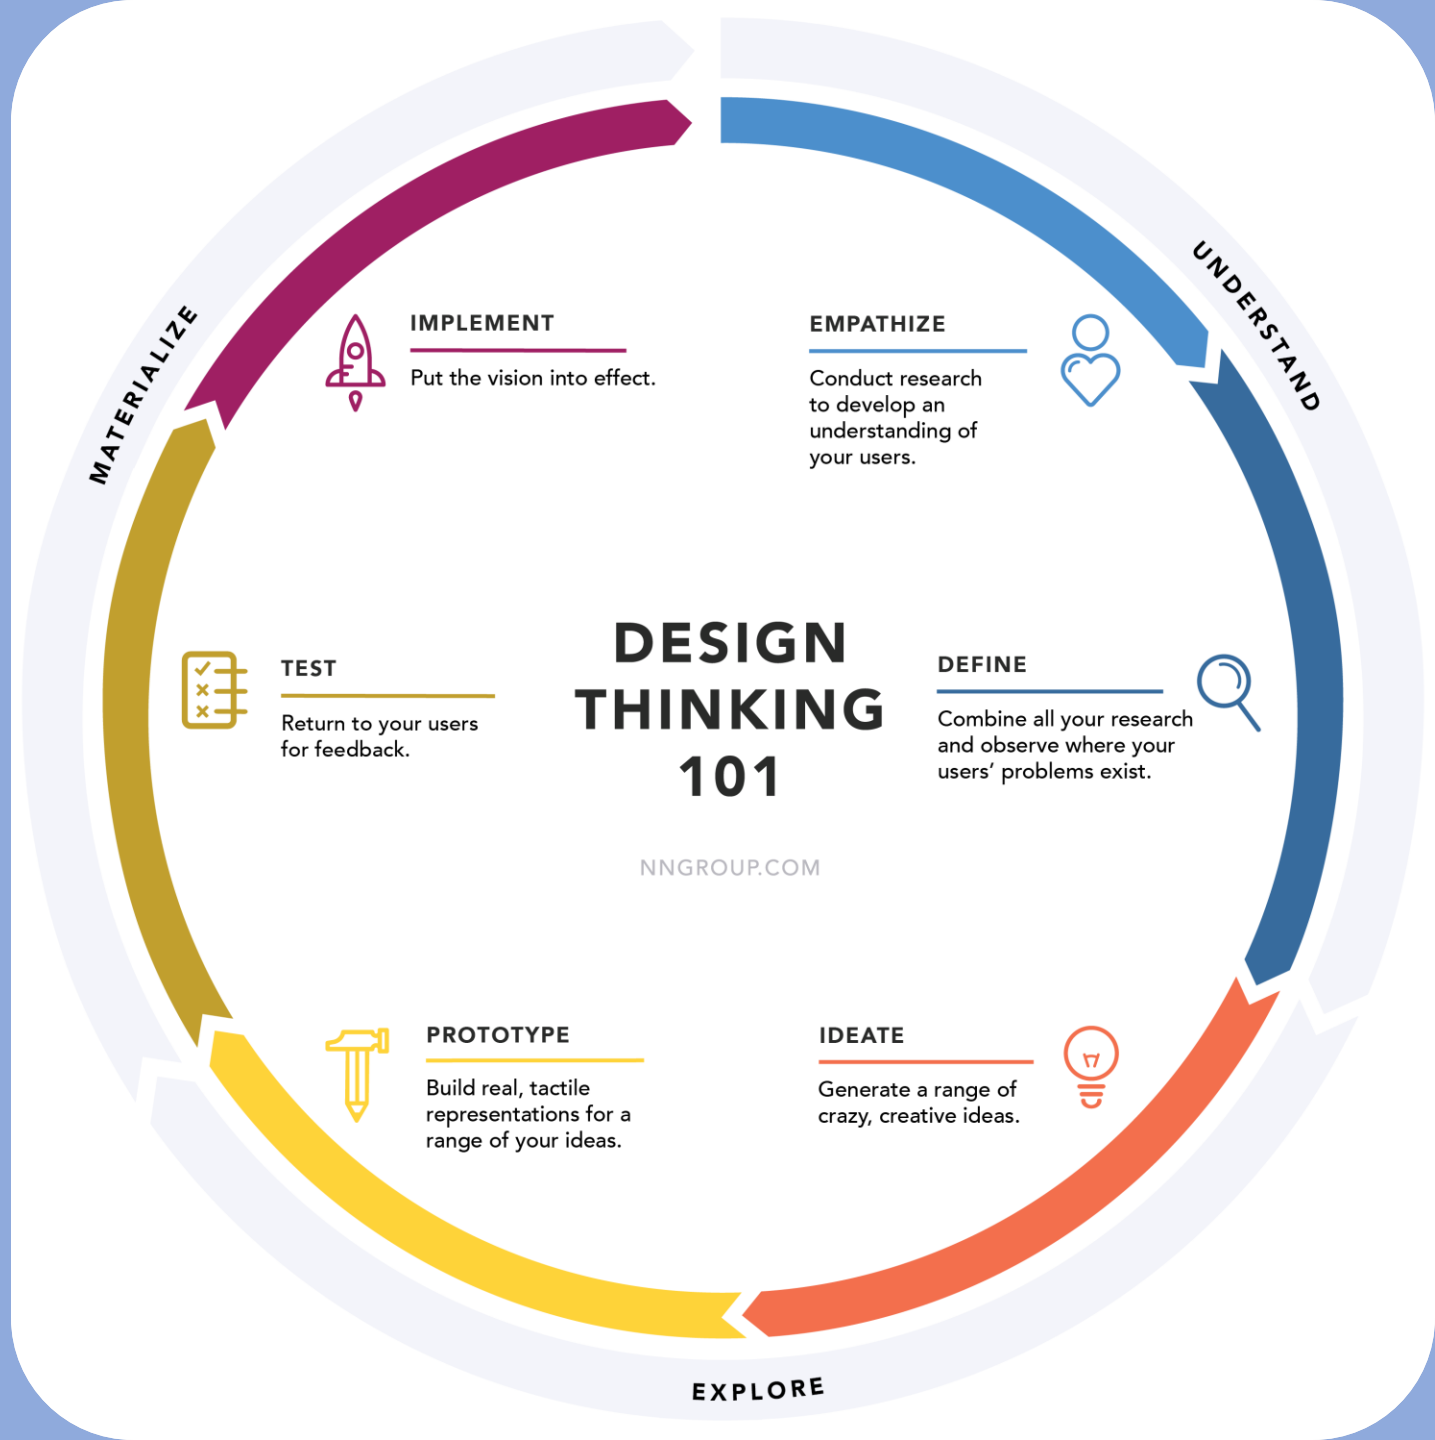 UNDERSTAND
EMPATHIZE
Conduct research
to develop an
understanding of
your users.
DEFINE
Combine all your research
and observe where your
users’ problems exist.
EXPLORE
IDEATE
Generate a range of
crazy, creative ideas.
PROTOTYPE
Build real, tactile
representations for a
range of your ideas.
MATERIALIZE
TEST
Return to your users
for feedback.
IMPLEMENT
Put the vision into effect.
DESIGN
THINKING
101
NNGROUP.COM